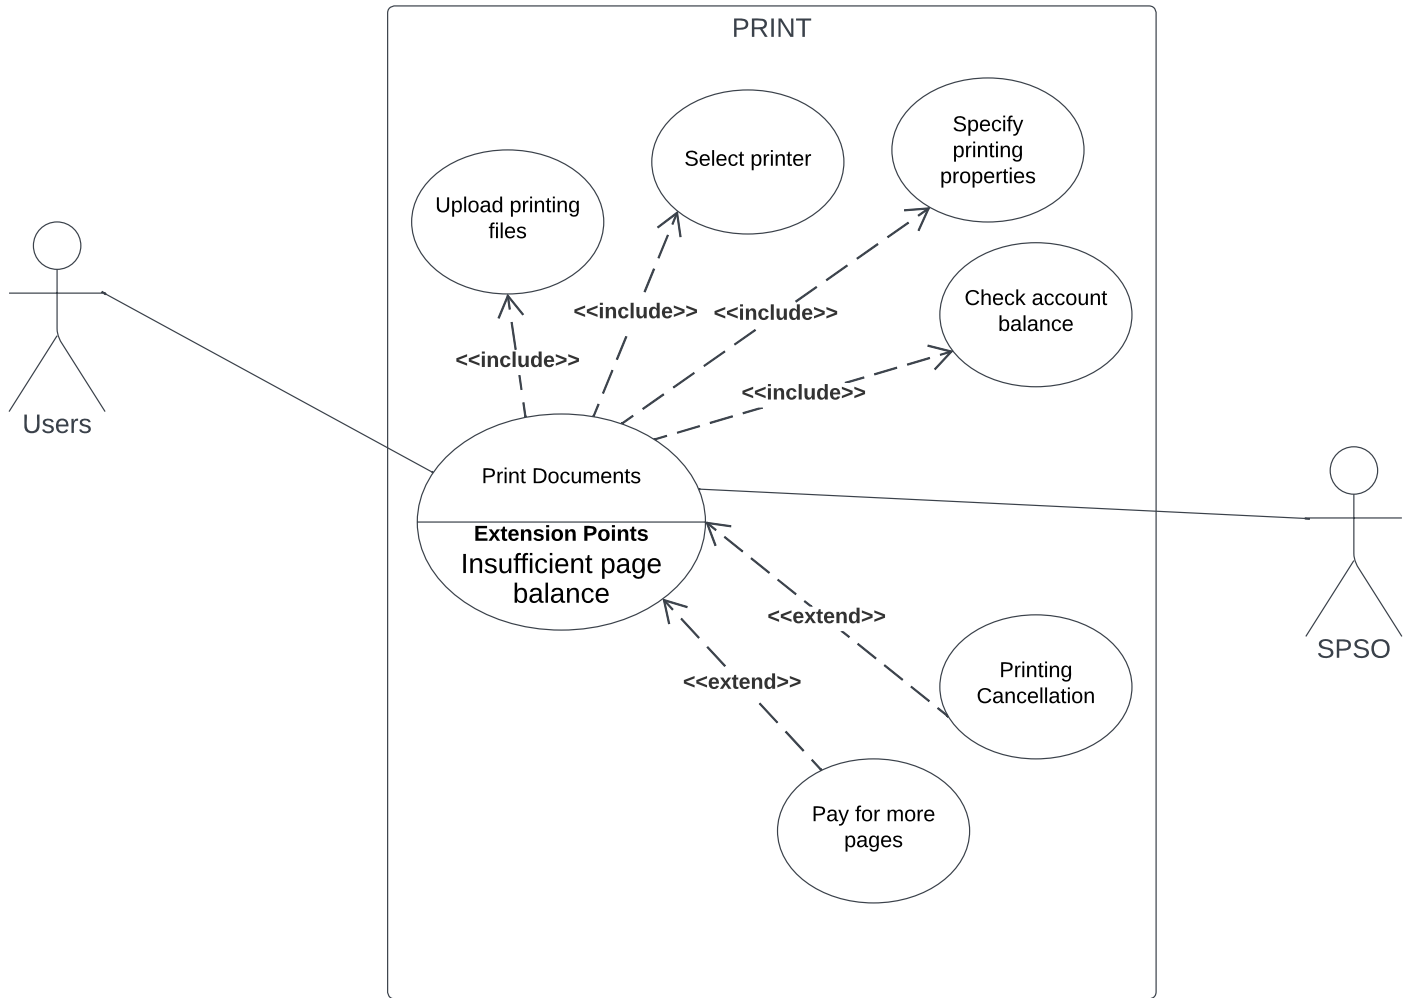 PRINT
Specify
printing
properties
Select printer
Upload printing
files
Check account
balance
<<include>>
<<include>>
<<include>>
<<include>>
Users
Print Documents
Extension Points
Insufficient page
balance
<<extend>>
SPSO
Printing
Cancellation
<<extend>>
Pay for more
pages